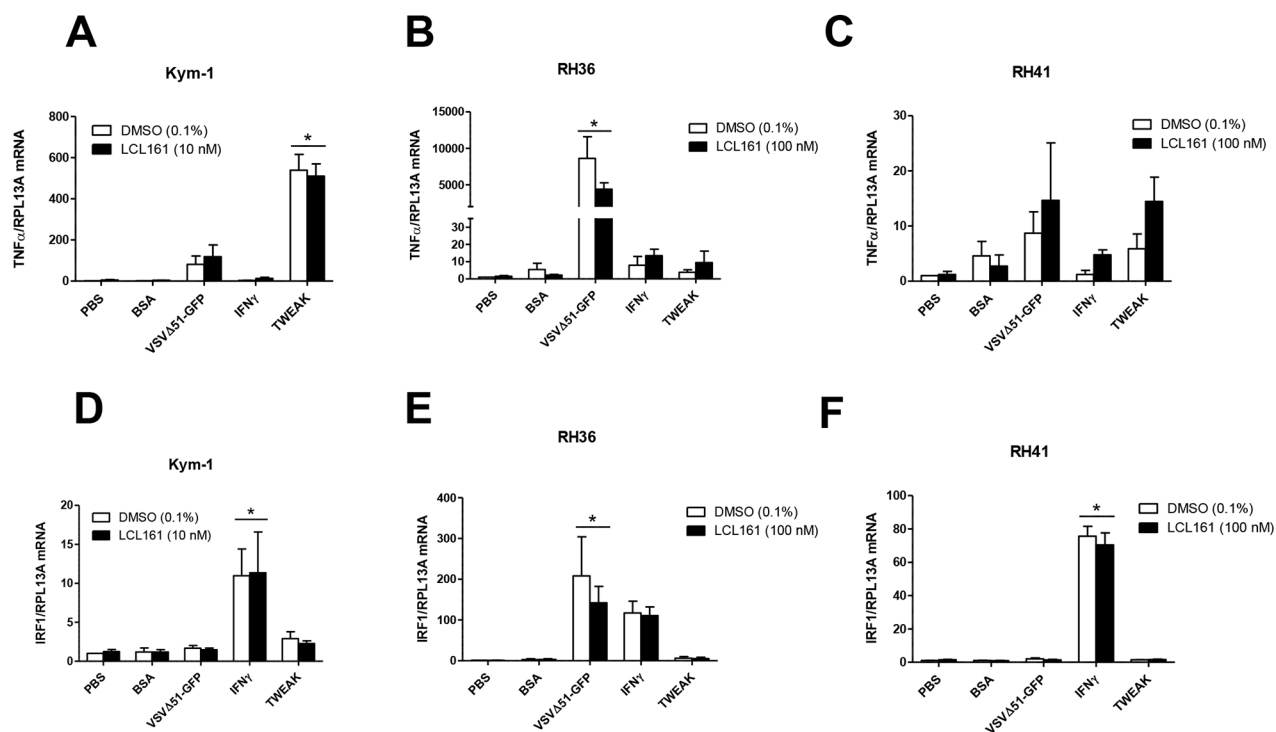 A
Kym-1
TNFα/RPL13A mRNA
800
600
400
200
0
DMSO (0.1%)
LCL161 (10 nM)
*
PBS
BSA
VSVΔ51-GFP
IFNγ
TWEAK
B
RH36
TNFα/RPL13A mRNA
15000
10000
5000
30
20
10
0
DMSO (0.1%)
LCL161 (100 nM)
*
PBS
BSA
VSVΔ51-GFP
IFNγ
TWEAK
C
RH41
TNFα/RPL13A mRNA
30
20
10
0
DMSO (0.1%)
LCL161 (100 nM)
PBS
BSA
VSVΔ51-GFP
IFNγ
TWEAK
D
Kym-1
IRF1/RPL13A mRNA
20
15
10
5
0
DMSO (0.1%)
LCL161 (10 nM)
*
PBS
BSA
VSVΔ51-GFP
IFNγ
TWEAK
E
RH36
IRF1/RPL13A mRNA
400
300
200
100
0
DMSO (0.1%)
LCL161 (100 nM)
*
PBS
BSA
VSVΔ51-GFP
IFNγ
TWEAK
F
RH41
IRF1/RPL13A mRNA
100
80
60
40
20
0
DMSO (0.1%)
LCL161 (100 nM)
*
PBS
BSA
VSVΔ51-GFP
IFNγ
TWEAK